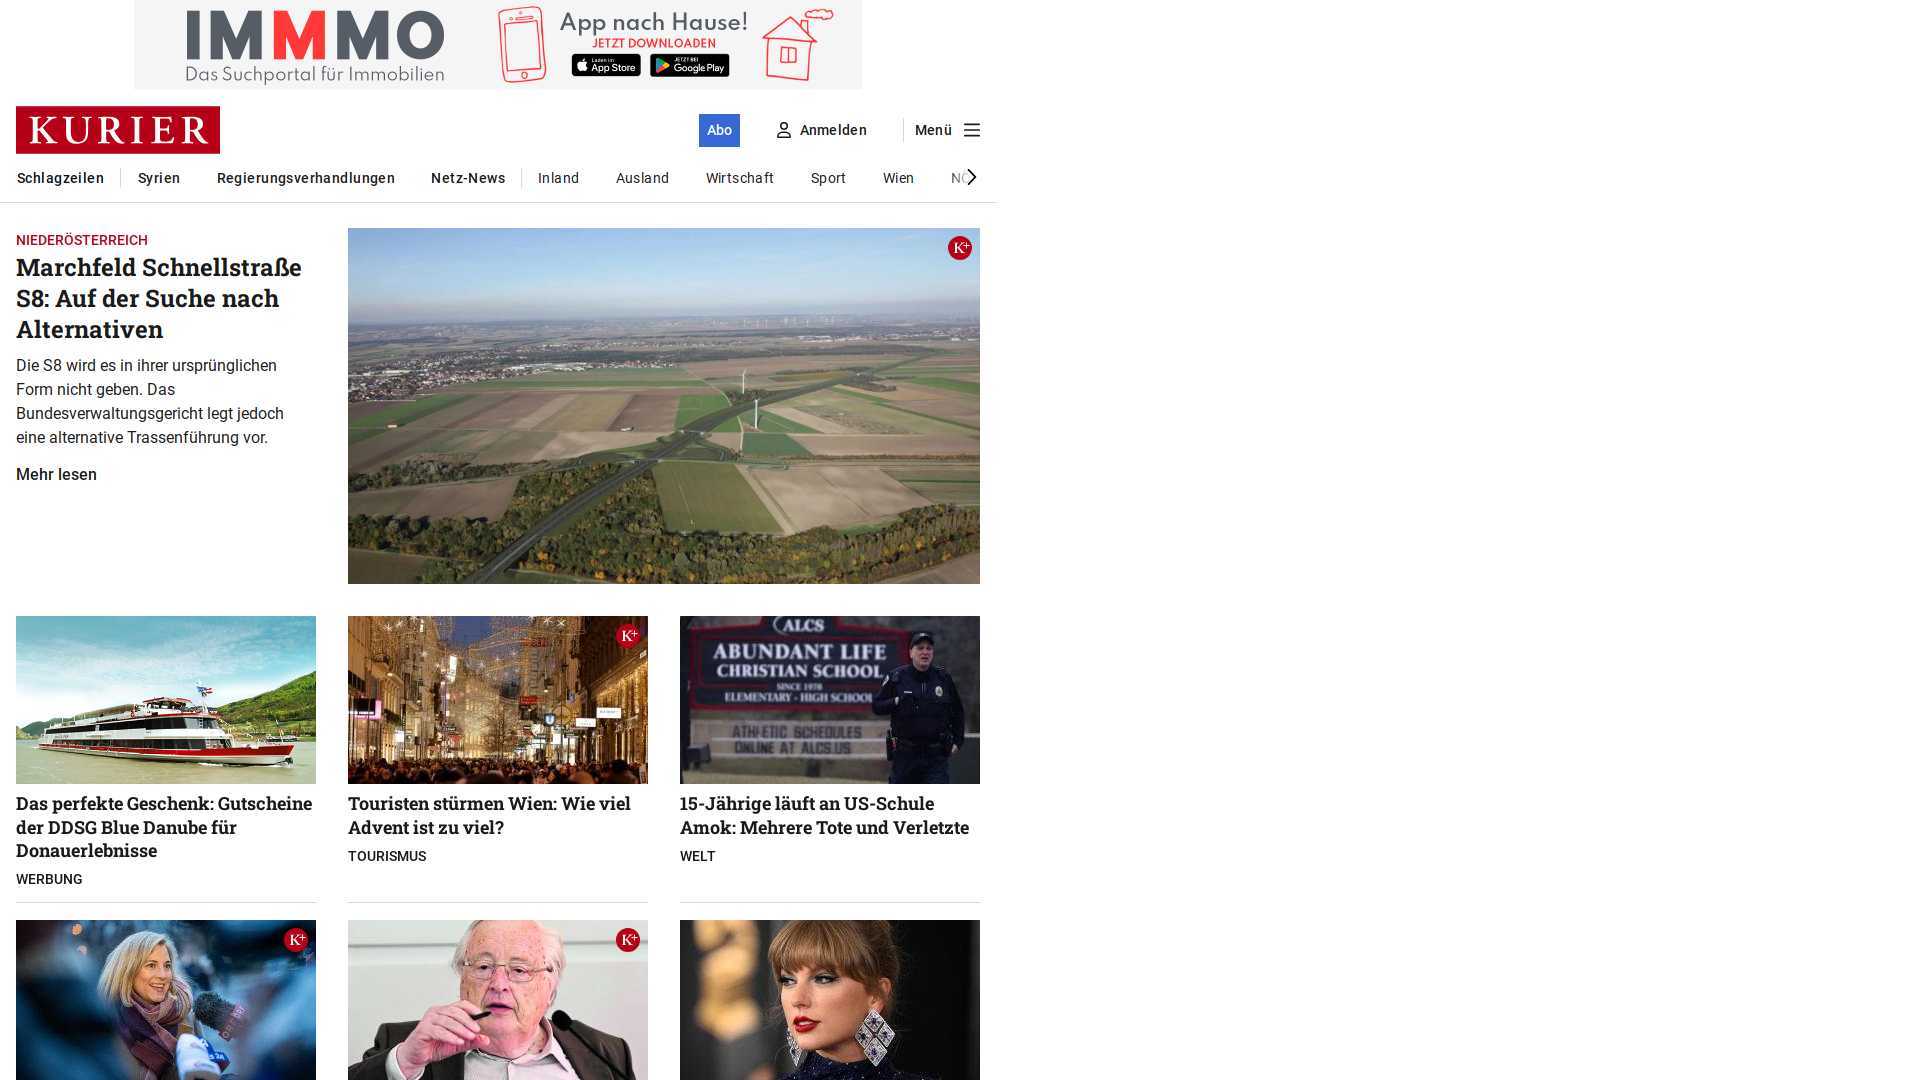 IMMMO
Das Suchportal für Immobilien
App nach Hause!
JETZT DOWNLOADEN
Laden im
App Store
JETZT BEI
Google Play
KURIER
Abo
Anmelden
Menü
Schlagzeilen
Syrien
Regierungsverhandlungen
Netz-News
Inland
Ausland
Wirtschaft
Sport
Wien
NÖ
NIEDERÖSTERREICH
Marchfeld Schnellstraße
S8: Auf der Suche nach
Alternativen
Die S8 wird es in ihrer ursprünglichen
Form nicht geben. Das
Bundesverwaltungsgericht legt jedoch
eine alternative Trassenführung vor.
Mehr lesen
K+
K+
ALCS
ABUNDANT LIFE
CHRISTIAN SCHOOL
SINCE 1978
ELEMENTARY - HIGH SCHOOL
ATHLETIC SCHEDULES
ONLINE AT ALCS.US
Das perfekte Geschenk: Gutscheine
der DDSG Blue Danube für
Donauerlebnisse
WERBUNG
Touristen stürmen Wien: Wie viel
Advent ist zu viel?
TOURISMUS
15-Jährige läuft an US-Schule
Amok: Mehrere Tote und Verletzte
WELT
K+
K+